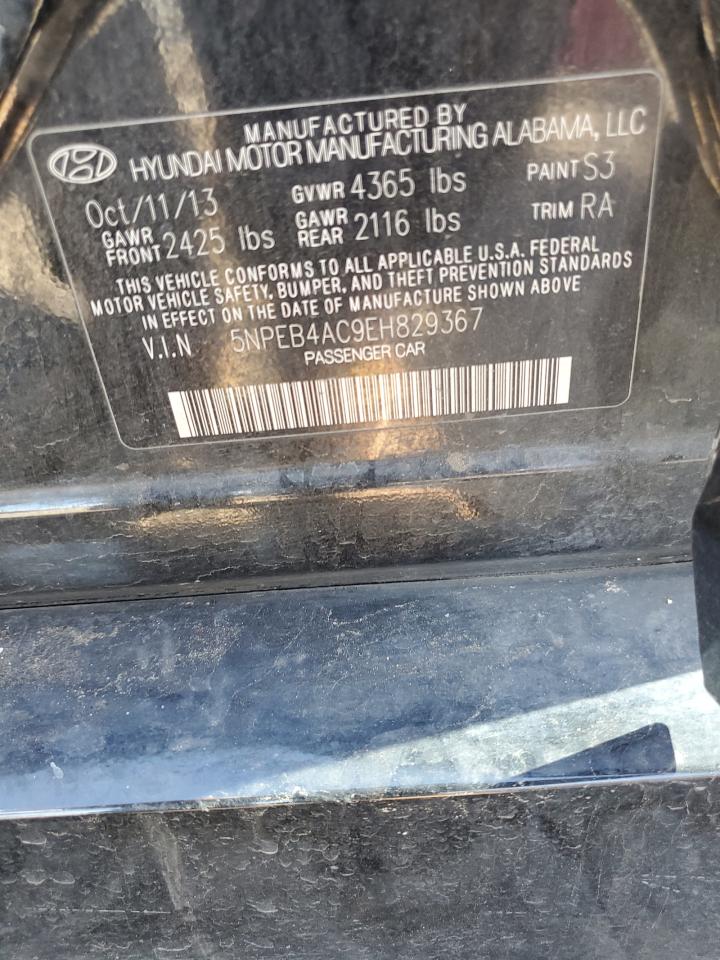 MANUFACTURED BY
HYUNDAI MOTOR MANUFACTURING ALABAMA, LLC
Oct/11/13 GVWR 4365 lbs PAINT S3
GAWR FRONT 2425 lbs GAWR REAR 2116 lbs TRIM RA
THIS VEHICLE CONFORMS TO ALL APPLICABLE U.S.A. FEDERAL
MOTOR VEHICLE SAFETY, BUMPER, AND THEFT PREVENTION STANDARDS
IN EFFECT ON THE DATE OF MANUFACTURE SHOWN ABOVE
V.I.N 5NPEB4AC9EH829367
PASSENGER CAR